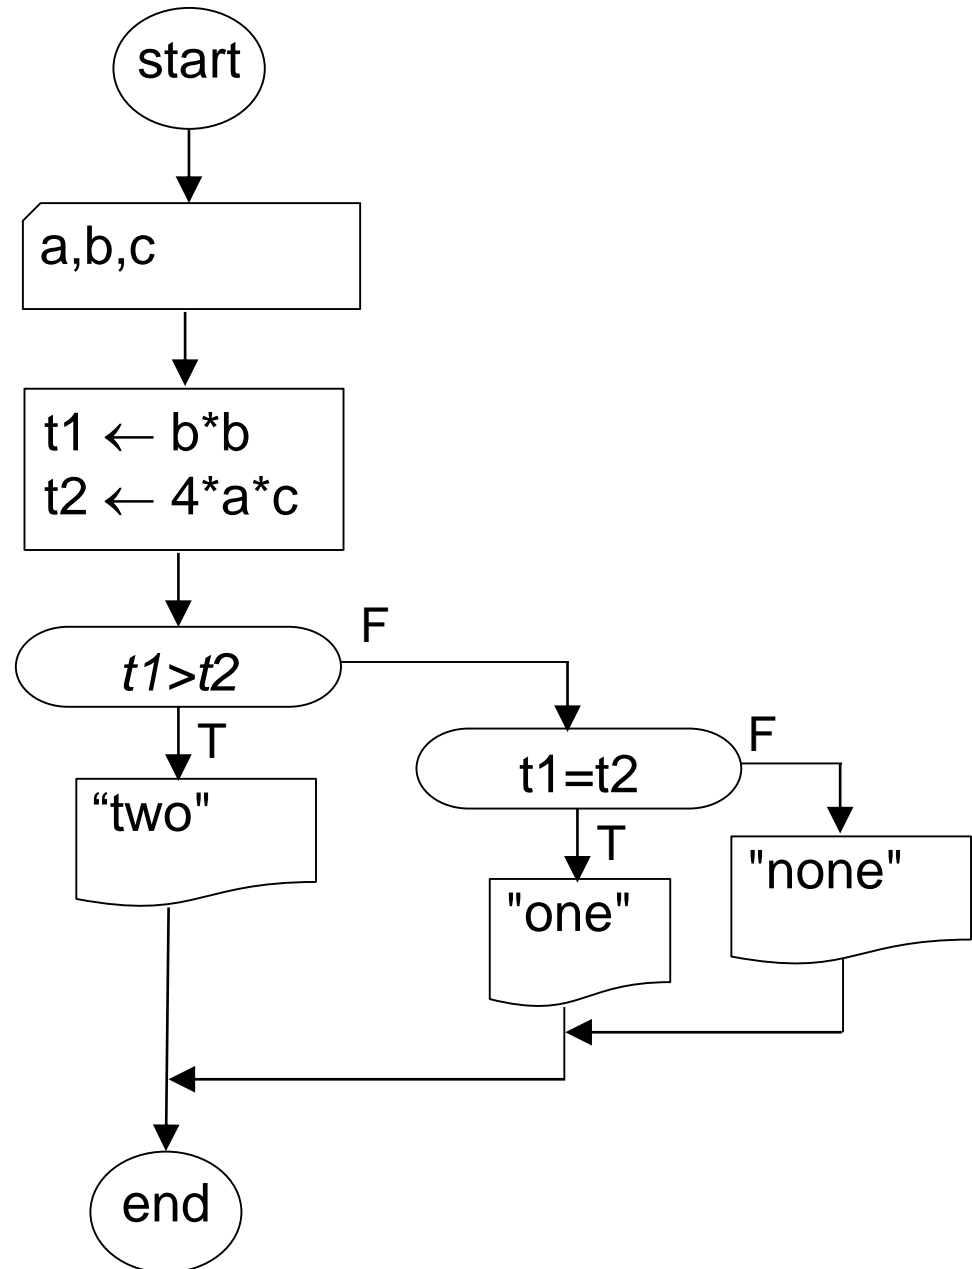 start
a,b,c
t1 ← b*b
t2 ← 4*a*c
t1>t2
F
T
“two"
t1=t2
F
T
"one"
"none"
end